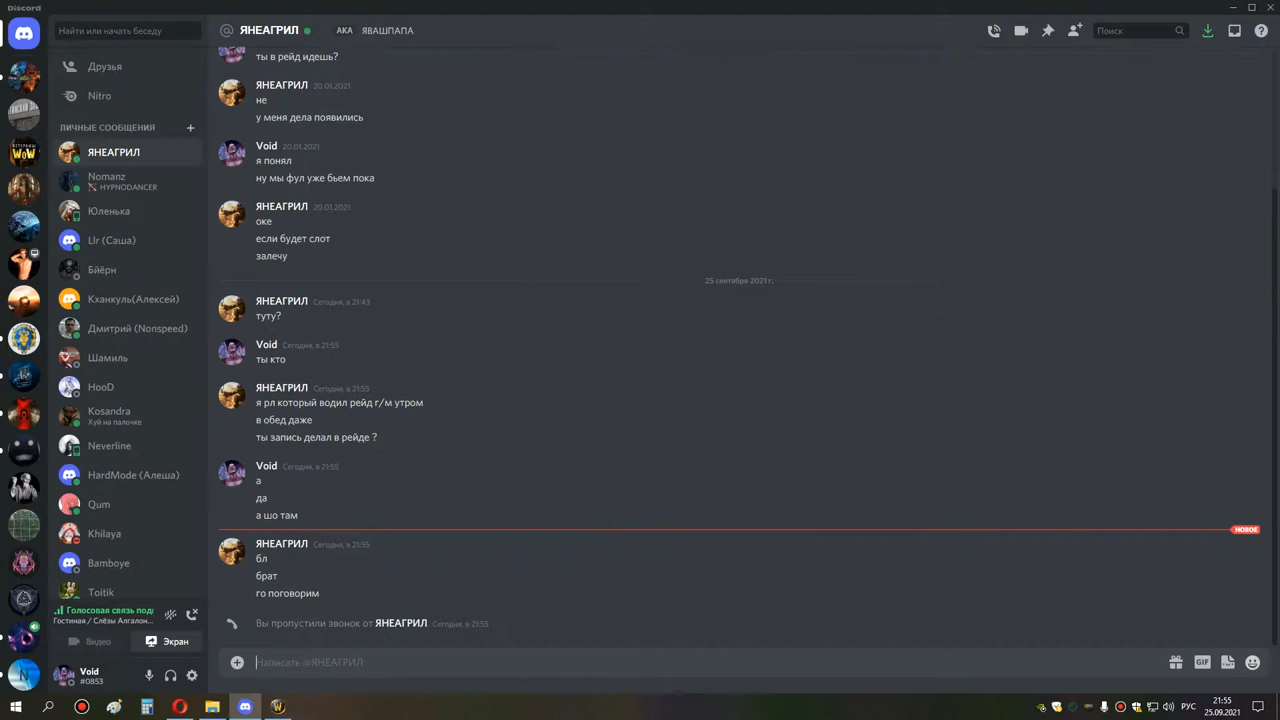 Discord
Найти или начать беседу
@ ЯНЕАГРИЛ AKA ЯВАШПАПА
Поиск
Друзья
Nitro
ЛИЧНЫЕ СООБЩЕНИЯ +
ЯНЕАГРИЛ
Nomanz
HYPNODANCER
Юленька
Llr (Саша)
Бйёрн
Кханкуль(Алексей)
Дмитрий (Nonspeed)
Шамиль
HooD
Kosandra
Хуй на палочке
Neverline
HardMode (Алеша)
Qum
Khilaya
Bamboye
Toitik
Голосовая связь подк
Гостиная / Слёзы Алгалон...
Видео
Экран
Void
#0853
ты в рейд идешь?
ЯНЕАГРИЛ 20.01.2021
не
у меня дела появились
Void 20.01.2021
я понял
ну мы фул уже бьем пока
ЯНЕАГРИЛ 20.01.2021
оке
если будет слот
залечу
25 сентября 2021 г.
ЯНЕАГРИЛ Сегодня, в 21:43
туту?
Void Сегодня, в 21:55
ты кто
ЯНЕАГРИЛ Сегодня, в 21:55
я рл который водил рейд г/м утром
в обед даже
ты запись делал в рейде ?
Void Сегодня, в 21:55
а
да
а шо там
НОВОЕ
ЯНЕАГРИЛ Сегодня, в 21:55
бл
брат
го поговорим
Вы пропустили звонок от ЯНЕАГРИЛ Сегодня, в 21:55
Написать @ЯНЕАГРИЛ
GIF
РУС
21:55
25.09.2021